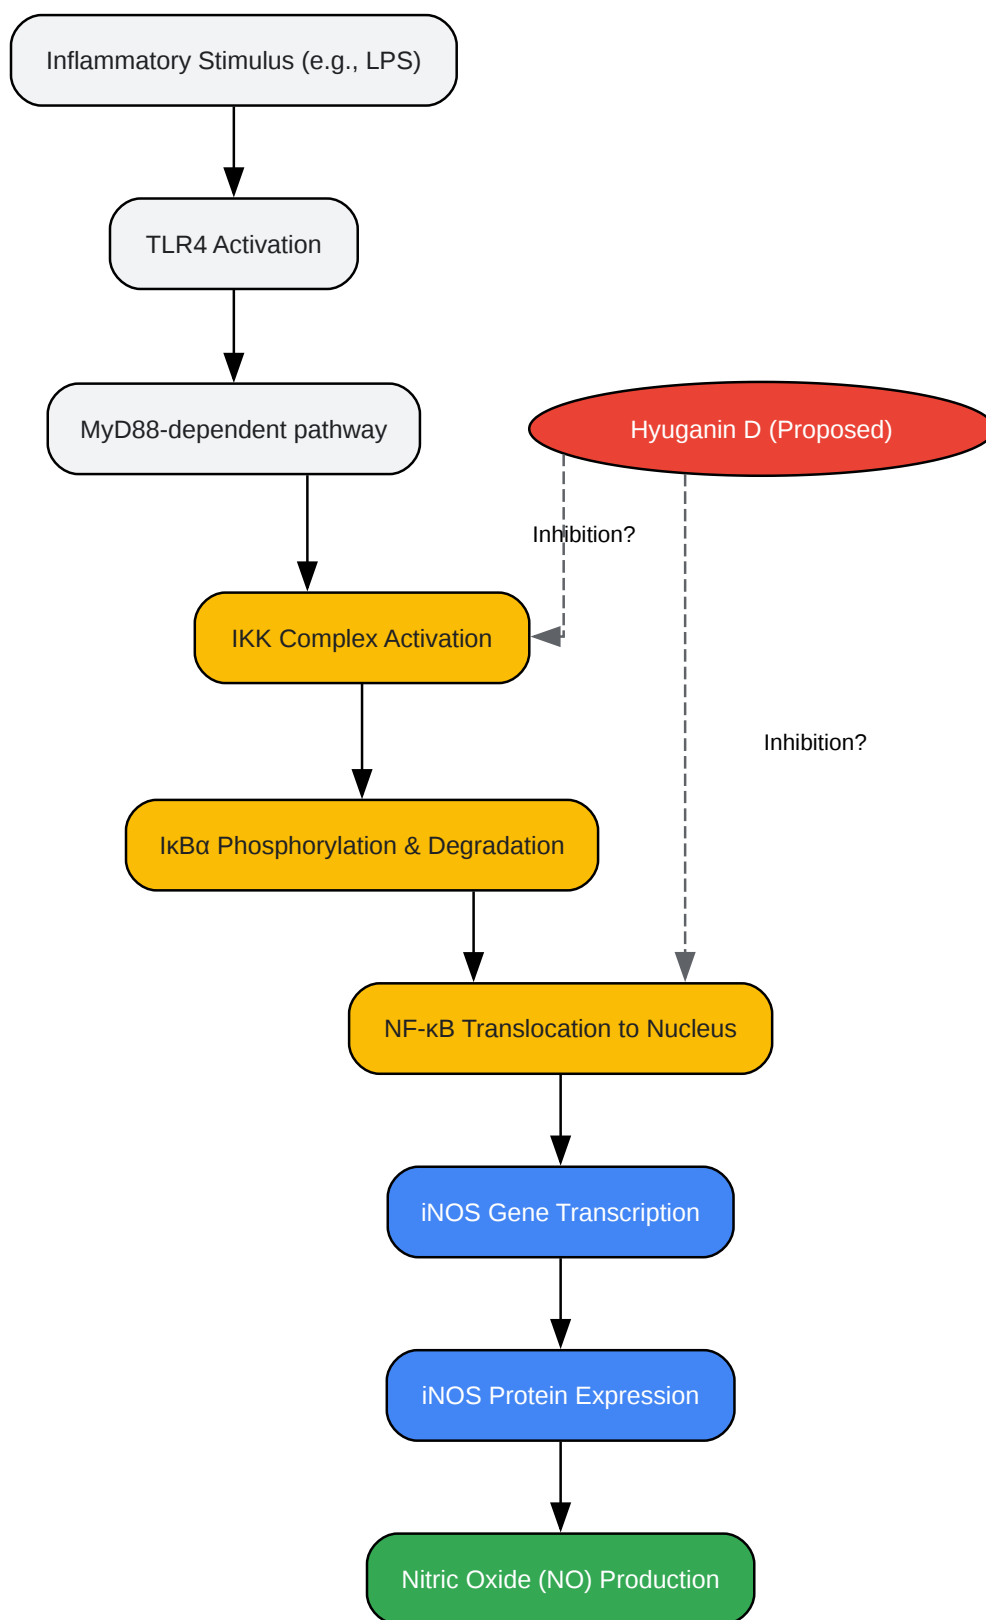 Inflammatory Stimulus (e.g., LPS)
TLR4 Activation
MyD88-dependent pathway
Hyuganin D (Proposed)
Inhibition?
IKK Complex Activation
Inhibition?
IκBα Phosphorylation & Degradation
NF-κB Translocation to Nucleus
iNOS Gene Transcription
iNOS Protein Expression
Nitric Oxide (NO) Production